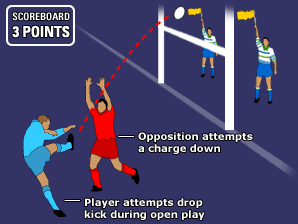 SCOREBOARD
3 POINTS
Opposition attempts
a charge down
Player attempts drop
kick during open play